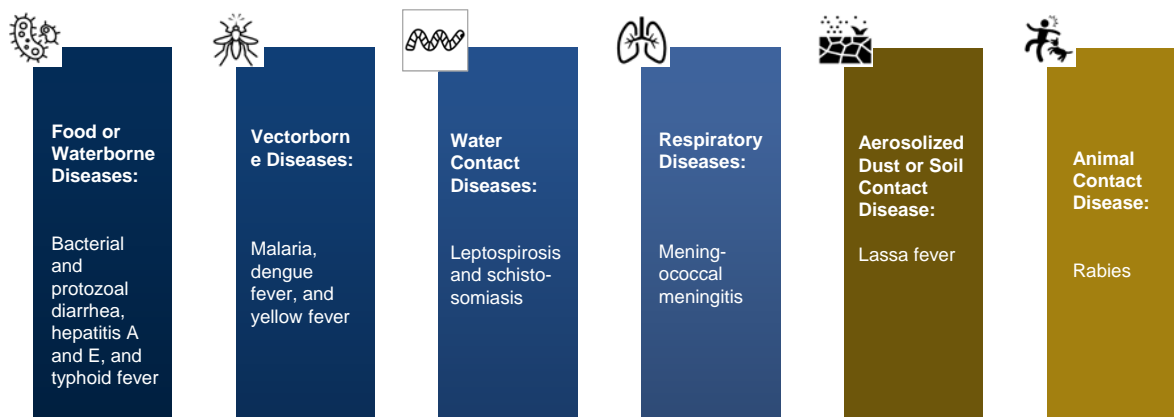 Food or
Waterborne
Diseases:
Bacterial
and
protozoal
diarrhea,
hepatitis A
and E, and
typhoid fever
Vectorborn
e Diseases:
Malaria,
dengue
fever, and
yellow fever
Water
Contact
Diseases:
Leptospirosis
and schisto-
somiasis
Respiratory
Diseases:
Mening-
ococcal
meningitis
Aerosolized
Dust or Soil
Contact
Disease:
Lassa fever
Animal
Contact
Disease:
Rabies